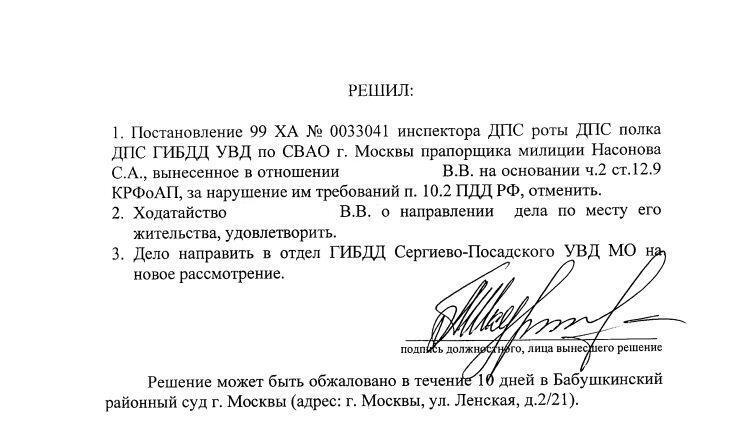 РЕШИЛ:
1. Постановление 99 ХА № 0033041 инспектора ДПС роты ДПС полка
ДПС ГИБДД УВД по СВАО г. Москвы прапорщика милиции Насонова
С.А., вынесенное в отношении В.В. на основании ч.2 ст.12.9
КРФоАП, за нарушение им требований п. 10.2 ПДД РФ, отменить.
2. Ходатайство В.В. о направлении дела по месту его
жительства, удовлетворить.
3. Дело направить в отдел ГИБДД Сергиево-Посадского УВД МО на
новое рассмотрение.
подпись должностного, лица вынесшего решение
Решение может быть обжаловано в течение 10 дней в Бабушкинский
районный суд г. Москвы (адрес: г. Москвы, ул. Ленская, д.2/21).